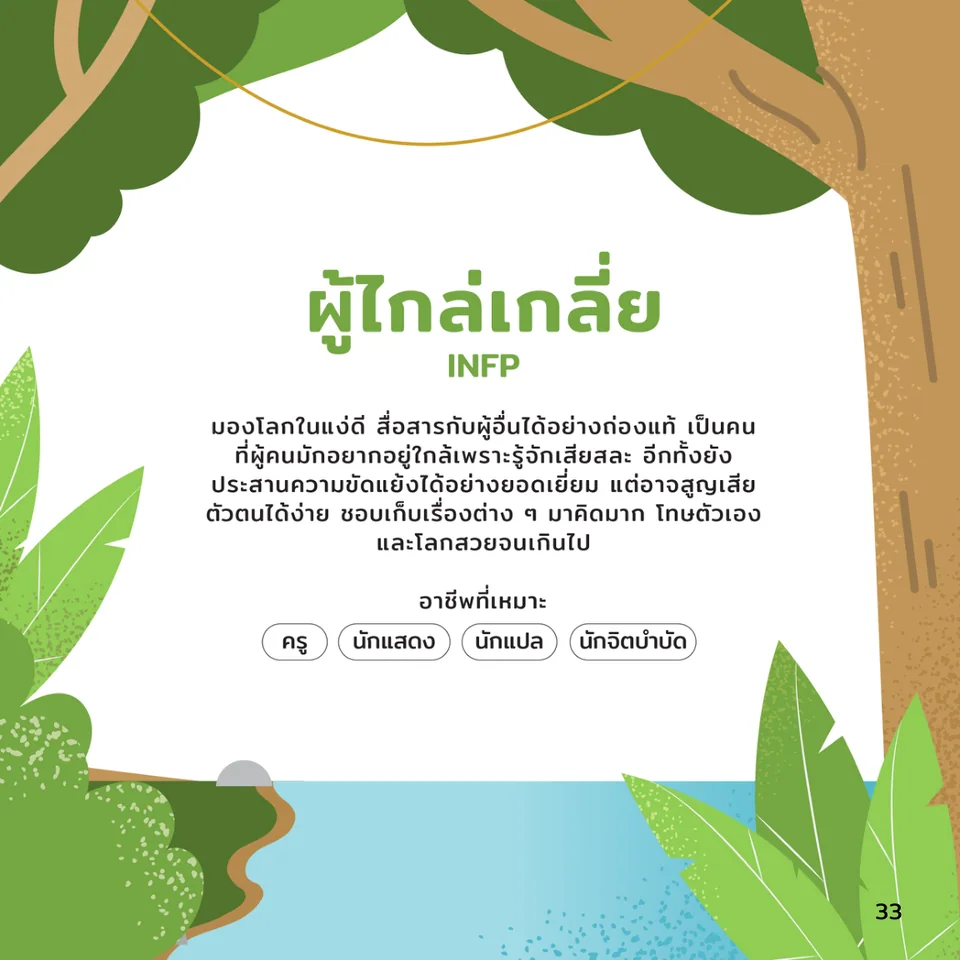 ผู้ไกล่เกลี่ย
INFP
มองโลกในแง่ดี สื่อสารกับผู้อื่นได้อย่างถ่องแท้ เป็นคน
ที่ผู้คนมักอยากอยู่ใกล้เพราะรู้จักเสียสละ อีกทั้งยัง
ประสานความขัดแย้งได้อย่างยอดเยี่ยม แต่อาจสูญเสีย
ตัวตนได้ง่าย ชอบเก็บเรื่องต่าง ๆ มาคิดมาก โทษตัวเอง
และโลกสวยจนเกินไป
อาชีพที่เหมาะ
ครู นักแสดง นักแปล นักจิตบำบัด
33